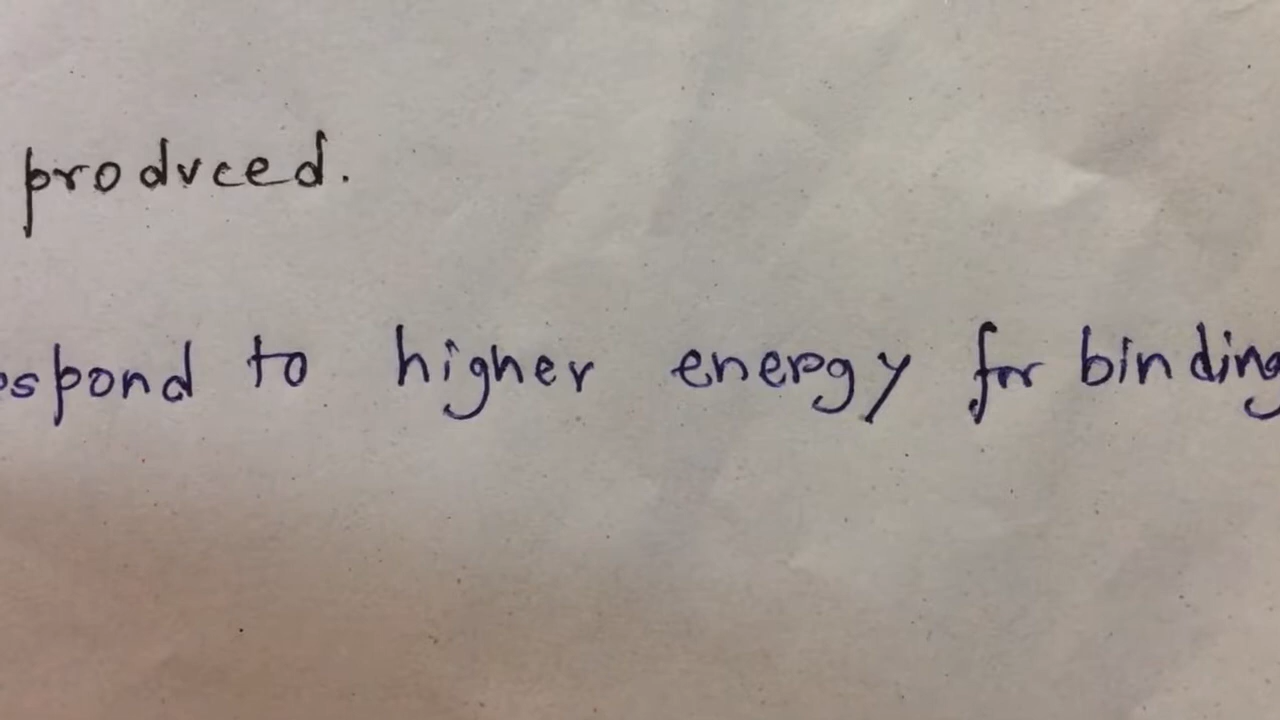 produced.
spond to higher energy for binding